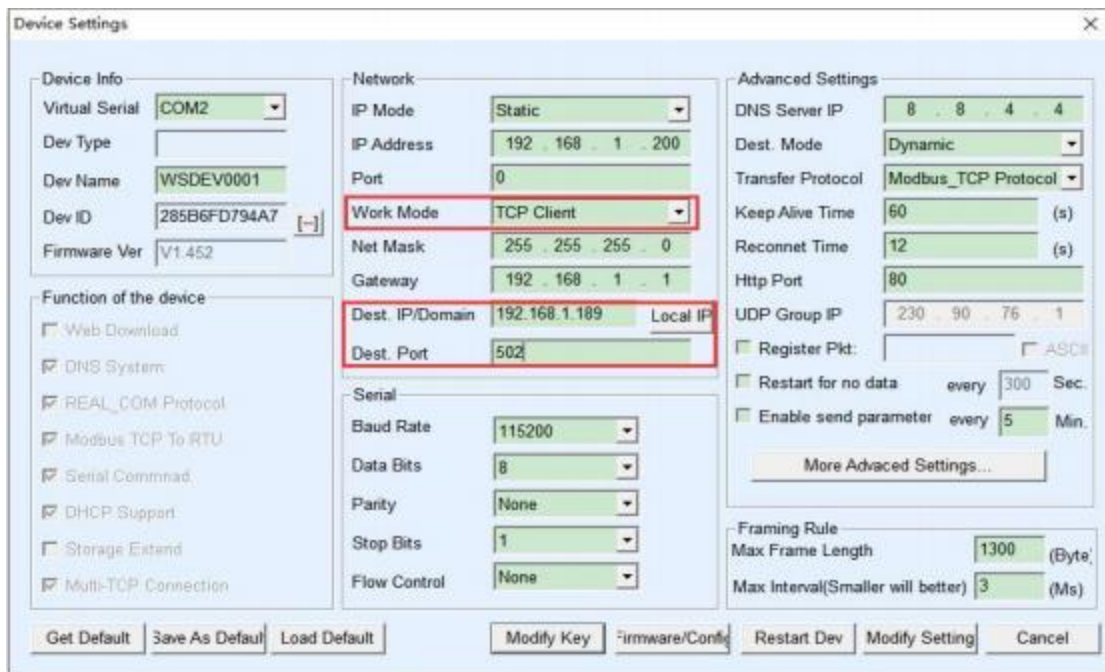 Device Settings
Device Info
Virtual Serial COM2
Dev Type
Dev Name WSDEV0001
Dev ID 285B6FD794A7 [--]
Firmware Ver V1.452
Function of the device
Web Download
DNS System
REAL_COM Protocol
Modbus TCP To RTU
Serial Commnad
DHCP Support
Storage Extend
Multi-TCP Connection
Network
IP Mode Static
IP Address 192 . 168 . 1 . 200
Port 0
Work Mode TCP Client
Net Mask 255 . 255 . 255 . 0
Gateway 192 . 168 . 1 . 1
Dest. IP/Domain 192.168.1.189 Local IP
Dest. Port 502
Serial
Baud Rate 115200
Data Bits 8
Parity None
Stop Bits 1
Flow Control None
Advanced Settings
DNS Server IP 8 . 8 . 4 . 4
Dest. Mode Dynamic
Transfer Protocol Modbus_TCP Protocol
Keep Alive Time 60 (s)
Reconnet Time 12 (s)
Http Port 80
UDP Group IP 230 . 90 . 76 . 1
Register Pkt: ASCII
Restart for no data every 300 Sec.
Enable send parameter every 5 Min.
More Advaced Settings...
Framing Rule
Max Frame Length 1300 (Byte)
Max Interval(Smaller will better) 3 (Ms)
Get Default Save As Defaul Load Default Modify Key Firmware/Config Restart Dev Modify Setting Cancel